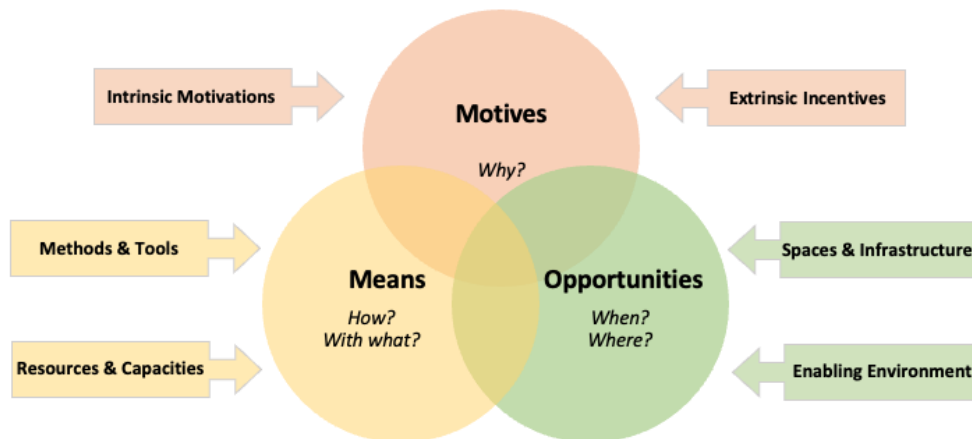 Intrinsic Motivations
Extrinsic Incentives
Motives
Why?
Methods & Tools
Spaces & Infrastructure
Means
Opportunities
How?
With what?
When?
Where?
Resources & Capacities
Enabling Environment